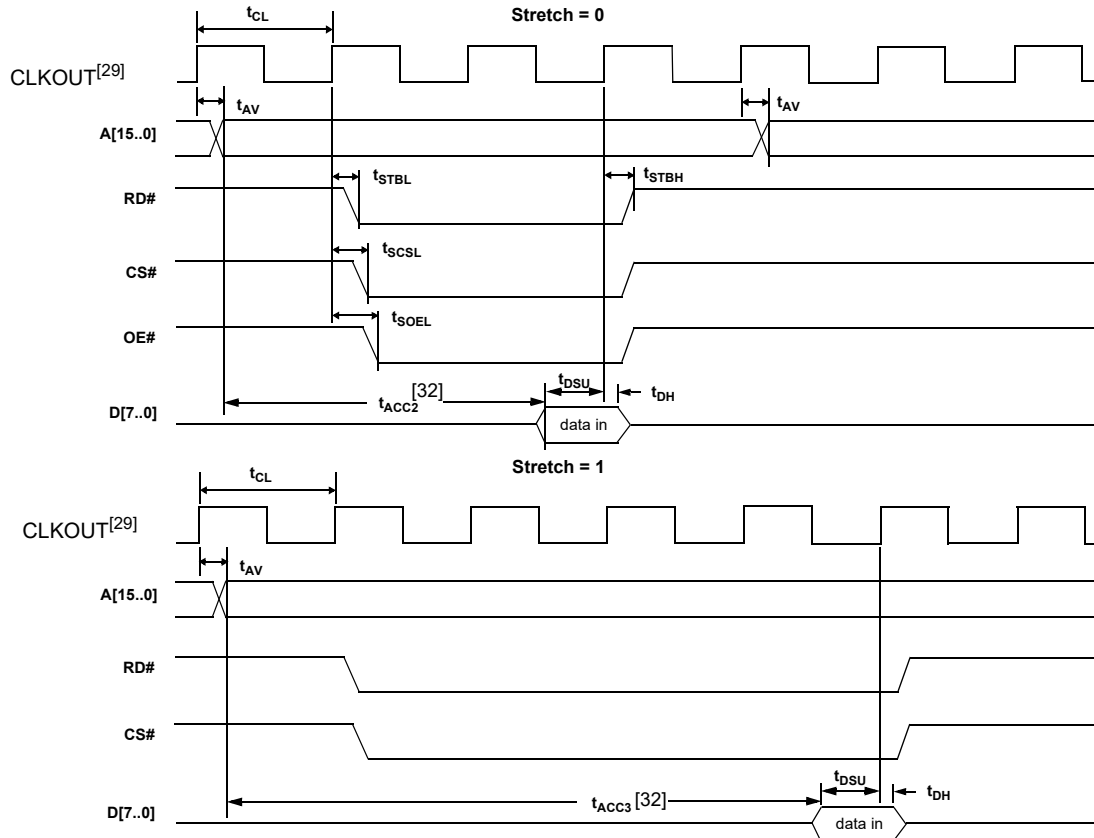 Stretch = 0
tCL
CLKOUT[29]
tAV
tAV
A[15..0]
tSTBL
tSTBH
RD#
tSCSL
CS#
tSOEL
OE#
tDSU
tACC2[32]
tDH
D[7..0]
data in
Stretch = 1
tCL
CLKOUT[29]
tAV
A[15..0]
RD#
CS#
tDSU
tACC3[32]
tDH
D[7..0]
data in